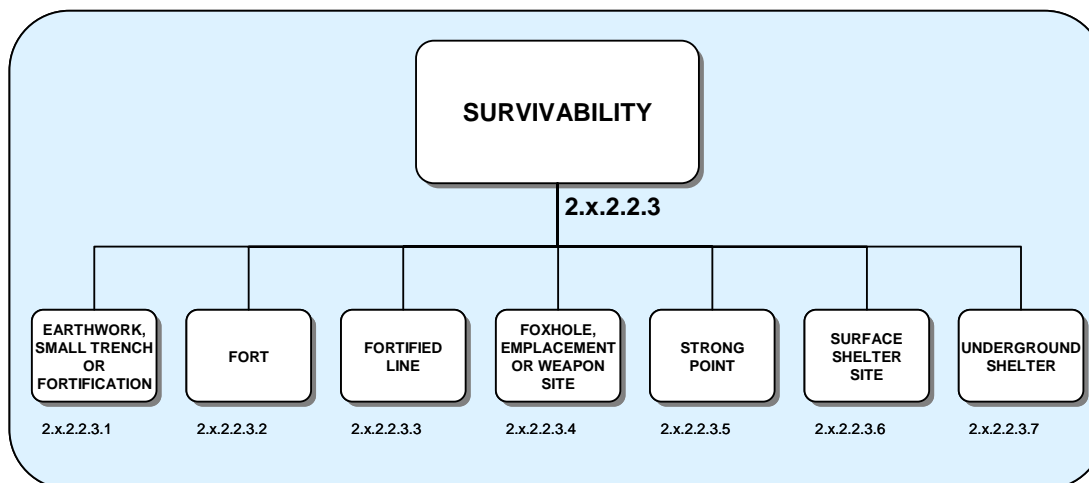 SURVIVABILITY
2.x.2.2.3
EARTHWORK,
SMALL TRENCH
OR
FORTIFICATION
2.x.2.2.3.1
FORT
2.x.2.2.3.2
FORTIFIED
LINE
2.x.2.2.3.3
FOXHOLE,
EMPLACEMENT
OR WEAPON
SITE
2.x.2.2.3.4
STRONG
POINT
2.x.2.2.3.5
SURFACE
SHELTER
SITE
2.x.2.2.3.6
UNDERGROUND
SHELTER
2.x.2.2.3.7